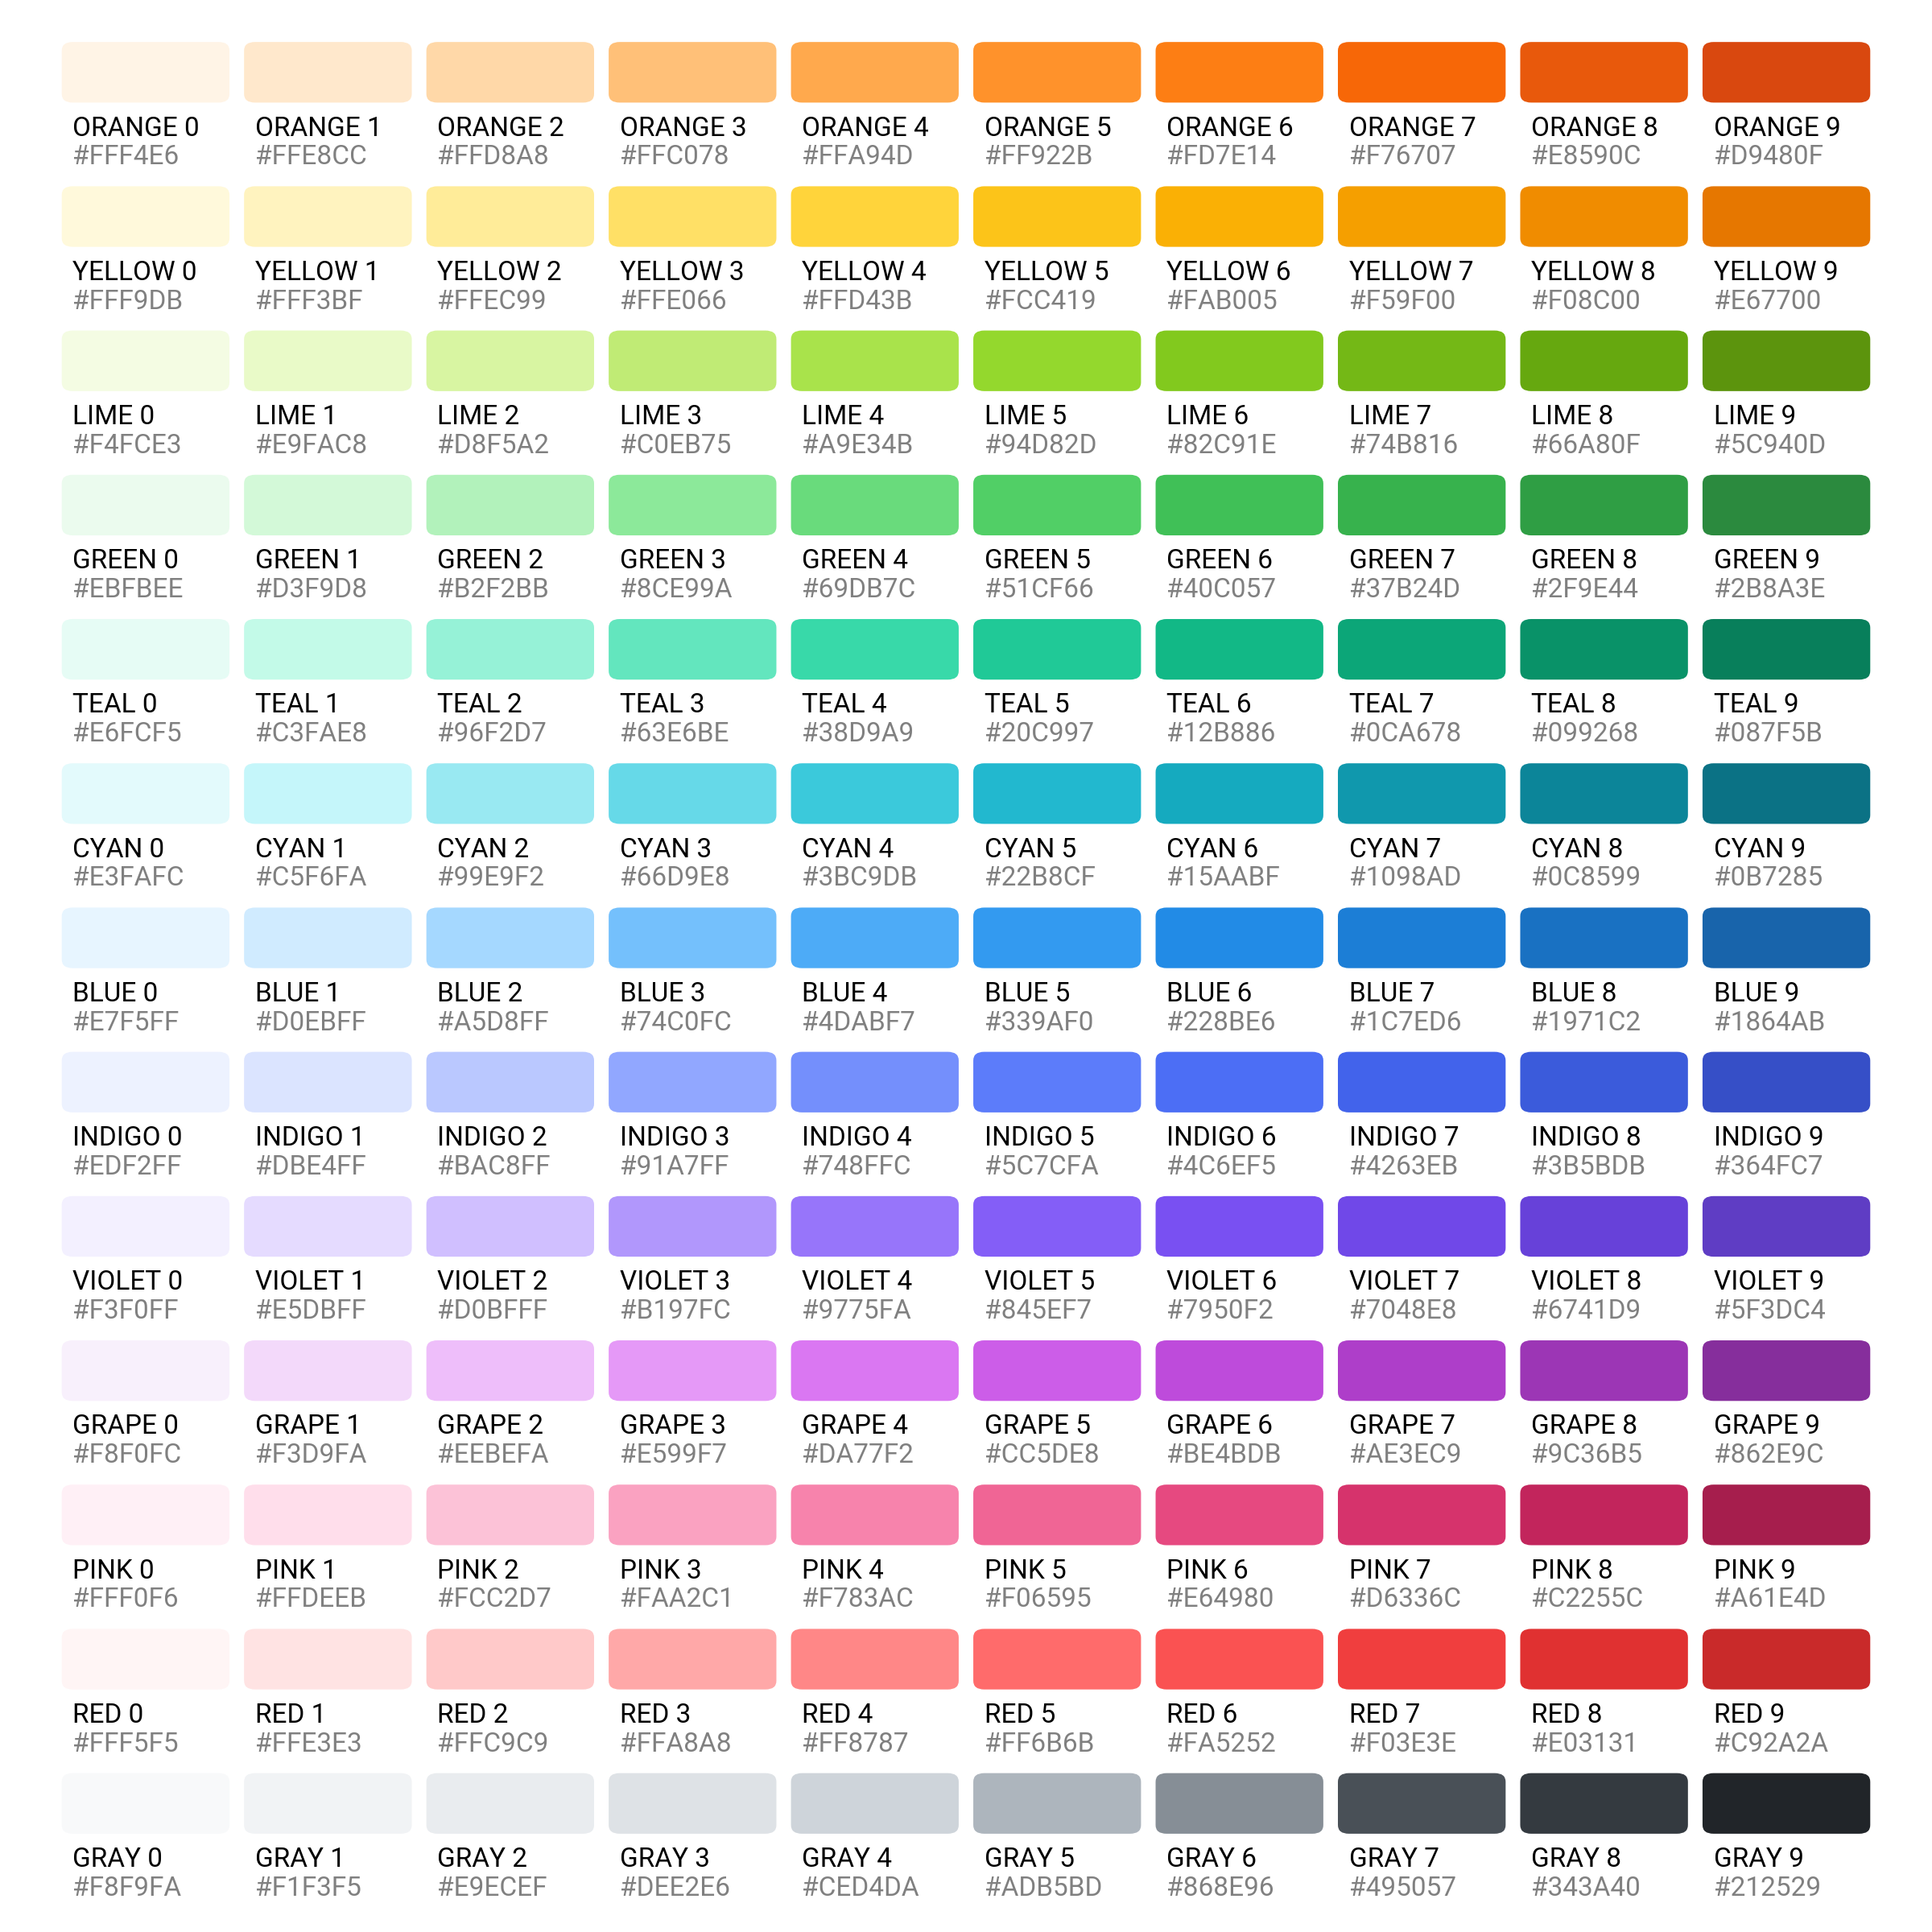 ORANGE 0 ORANGE 1 ORANGE 2 ORANGE 3 ORANGE 4 ORANGE 5 ORANGE 6 ORANGE 7 ORANGE 8 ORANGE 9
#FFF4E6 #FFE8CC #FFD8A8 #FFC078 #FFA94D #FF922B #FD7E14 #F76707 #E8590C #D9480F
YELLOW 0 YELLOW 1 YELLOW 2 YELLOW 3 YELLOW 4 YELLOW 5 YELLOW 6 YELLOW 7 YELLOW 8 YELLOW 9
#FFF9DB #FFF3BF #FFEC99 #FFE066 #FFD43B #FCC419 #FAB005 #F59F00 #F08C00 #E67700
LIME 0 LIME 1 LIME 2 LIME 3 LIME 4 LIME 5 LIME 6 LIME 7 LIME 8 LIME 9
#F4FCE3 #E9FAC8 #D8F5A2 #C0EB75 #A9E34B #94D82D #82C91E #74B816 #66A80F #5C940D
GREEN 0 GREEN 1 GREEN 2 GREEN 3 GREEN 4 GREEN 5 GREEN 6 GREEN 7 GREEN 8 GREEN 9
#EBFBEE #D3F9D8 #B2F2BB #8CE99A #69DB7C #51CF66 #40C057 #37B24D #2F9E44 #2B8A3E
TEAL 0 TEAL 1 TEAL 2 TEAL 3 TEAL 4 TEAL 5 TEAL 6 TEAL 7 TEAL 8 TEAL 9
#E6FCF5 #C3FAE8 #96F2D7 #63E6BE #38D9A9 #20C997 #12B886 #0CA678 #099268 #087F5B
CYAN 0 CYAN 1 CYAN 2 CYAN 3 CYAN 4 CYAN 5 CYAN 6 CYAN 7 CYAN 8 CYAN 9
#E3FAFC #C5F6FA #99E9F2 #66D9E8 #3BC9DB #22B8CF #15AABF #1098AD #0C8599 #0B7285
BLUE 0 BLUE 1 BLUE 2 BLUE 3 BLUE 4 BLUE 5 BLUE 6 BLUE 7 BLUE 8 BLUE 9
#E7F5FF #D0EBFF #A5D8FF #74C0FC #4DABF7 #339AF0 #228BE6 #1C7ED6 #1971C2 #1864AB
INDIGO 0 INDIGO 1 INDIGO 2 INDIGO 3 INDIGO 4 INDIGO 5 INDIGO 6 INDIGO 7 INDIGO 8 INDIGO 9
#EDF2FF #DBE4FF #BAC8FF #91A7FF #748FFC #5C7CFA #4C6EF5 #4263EB #3B5BDB #364FC7
VIOLET 0 VIOLET 1 VIOLET 2 VIOLET 3 VIOLET 4 VIOLET 5 VIOLET 6 VIOLET 7 VIOLET 8 VIOLET 9
#F3F0FF #E5DBFF #D0BFFF #B197FC #9775FA #845EF7 #7950F2 #7048E8 #6741D9 #5F3DC4
GRAPE 0 GRAPE 1 GRAPE 2 GRAPE 3 GRAPE 4 GRAPE 5 GRAPE 6 GRAPE 7 GRAPE 8 GRAPE 9
#F8F0FC #F3D9FA #EEBEFA #E599F7 #DA77F2 #CC5DE8 #BE4BDB #AE3EC9 #9C36B5 #862E9C
PINK 0 PINK 1 PINK 2 PINK 3 PINK 4 PINK 5 PINK 6 PINK 7 PINK 8 PINK 9
#FFF0F6 #FFDEEB #FCC2D7 #FAA2C1 #F783AC #F06595 #E64980 #D6336C #C2255C #A61E4D
RED 0 RED 1 RED 2 RED 3 RED 4 RED 5 RED 6 RED 7 RED 8 RED 9
#FFF5F5 #FFE3E3 #FFC9C9 #FFA8A8 #FF8787 #FF6B6B #FA5252 #F03E3E #E03131 #C92A2A
GRAY 0 GRAY 1 GRAY 2 GRAY 3 GRAY 4 GRAY 5 GRAY 6 GRAY 7 GRAY 8 GRAY 9
#F8F9FA #F1F3F5 #E9ECEF #DEE2E6 #CED4DA #ADB5BD #868E96 #495057 #343A40 #212529